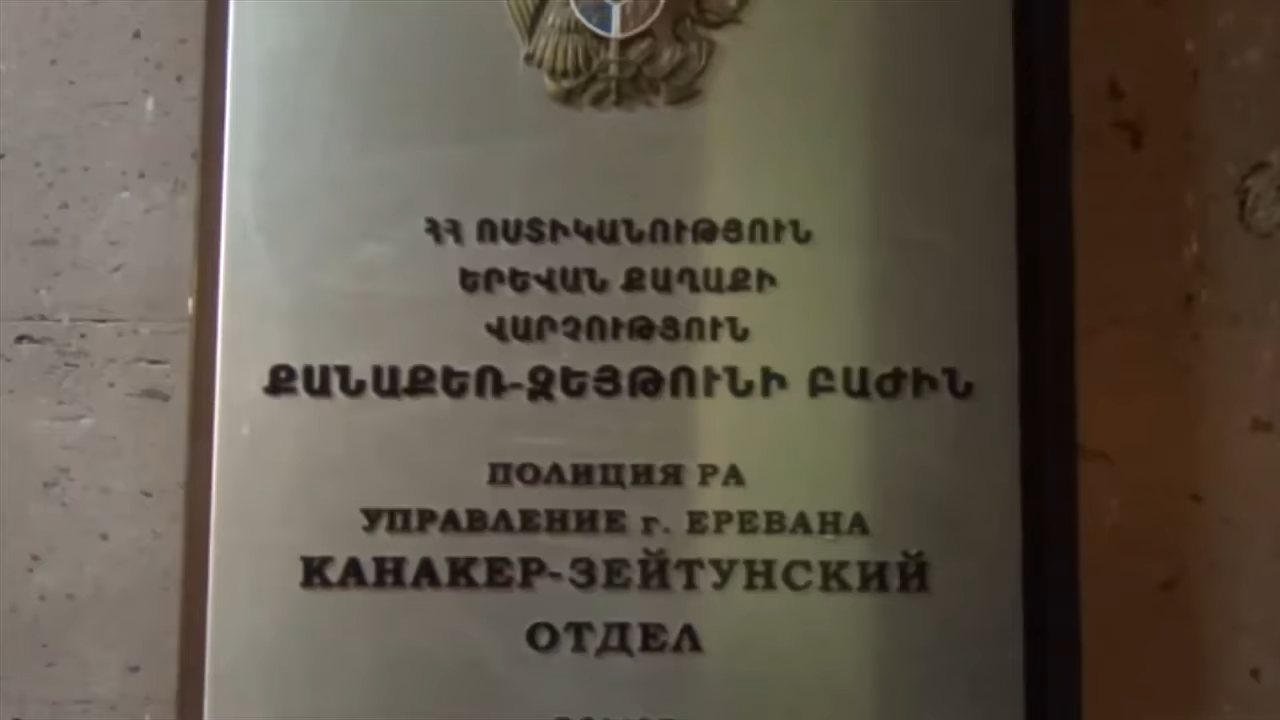 ՀՀ ՈՍՏԻԿԱՆՈՒԹՅՈՒՆ
ԵՐԵՎԱՆ ՔԱՂԱՔԻ
ՎԱՐՉՈՒԹՅՈՒՆ
ՔԱՆԱՔԵՌ-ԶԵՅԹՈՒՆԻ ԲԱԺԻՆ
ПОЛИЦИЯ РА
УПРАВЛЕНИЕ г. ЕРЕВАНА
КАНАКЕР-ЗЕЙТУНСКИЙ
ОТДЕЛ